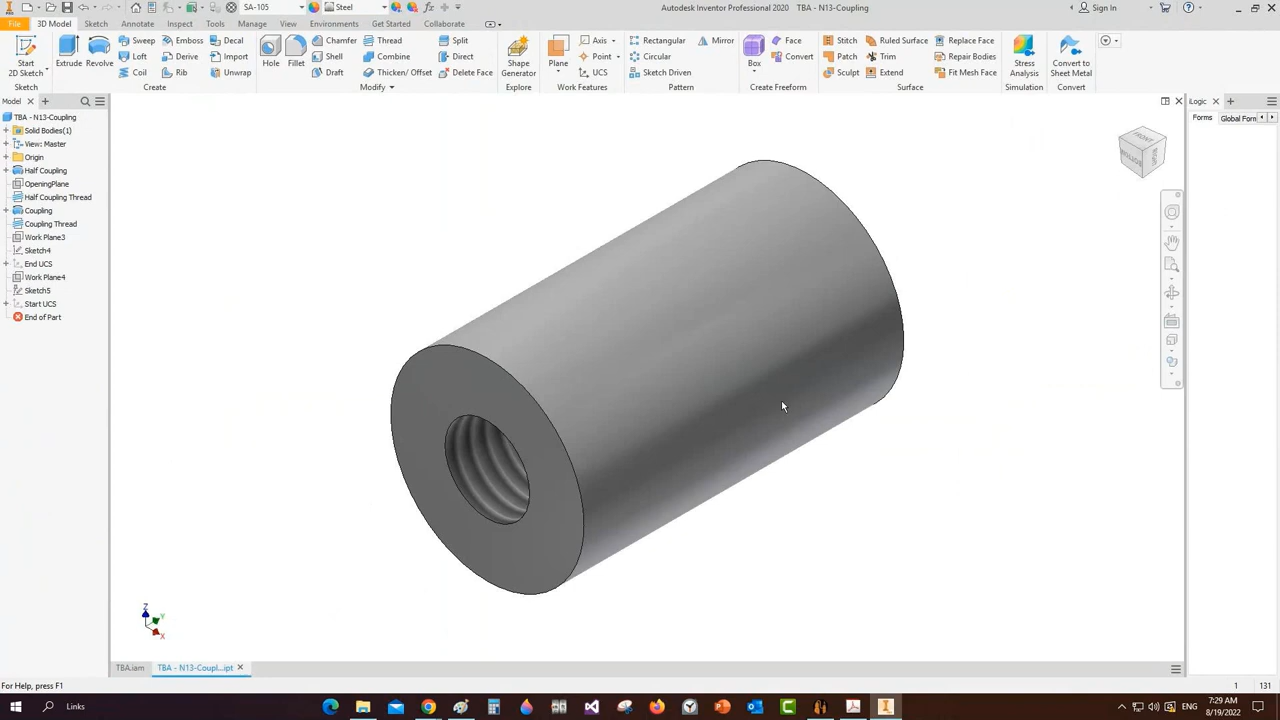 SA-105
Steel
Autodesk Inventor Professional 2020   TBA - N13-Coupling
Sign In
File
3D Model
Sketch
Annotate
Inspect
Tools
Manage
View
Environments
Get Started
Collaborate
Start
2D Sketch
Sketch
Extrude
Revolve
Sweep
Loft
Coil
Emboss
Derive
Rib
Decal
Import
Unwrap
Create
Hole
Fillet
Chamfer
Shell
Draft
Thread
Combine
Thicken/ Offset
Split
Direct
Delete Face
Modify
Shape
Generator
Explore
Plane
Axis
Point
UCS
Work Features
Rectangular
Circular
Sketch Driven
Mirror
Pattern
Box
Face
Convert
Create Freeform
Stitch
Patch
Sculpt
Ruled Surface
Trim
Extend
Replace Face
Repair Bodies
Fit Mesh Face
Surface
Stress
Analysis
Simulation
Convert to
Sheet Metal
Convert
Model
TBA - N13-Coupling
Solid Bodies(1)
View: Master
Origin
Half Coupling
OpeningPlane
Half Coupling Thread
Coupling
Coupling Thread
Work Plane3
Sketch4
End UCS
Work Plane4
Sketch5
Start UCS
End of Part
FRONT
BOTTOM
iLogic
Forms
Global Forn
Z
Y
X
TBA.iam
TBA - N13-Coupl...ipt
For Help, press F1
1
131
Links
7:29 AM
8/19/2022